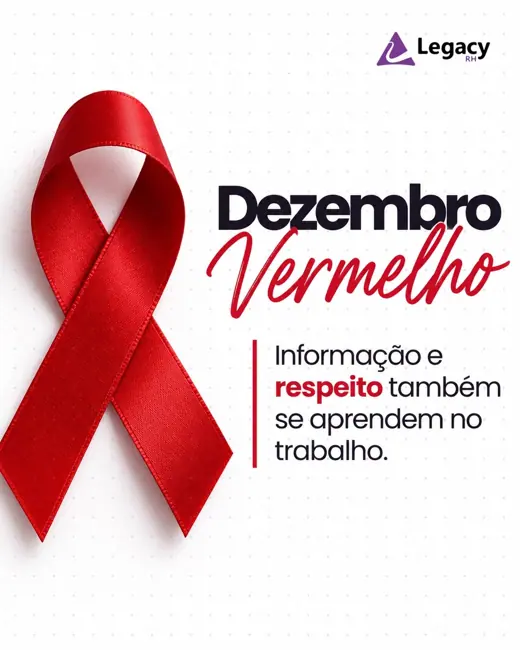 Legacy
RH
Dezembro
Vermelho
Informação e
respeito também
se aprendem no
trabalho.